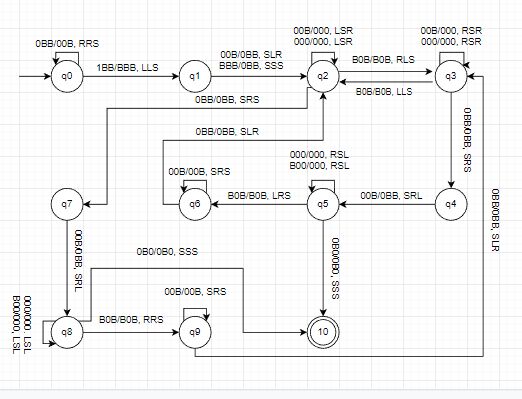 0BB/00B, RRS
00B/000, LSR
000/000, LSR
00B/000, RSR
000/000, RSR
1BB/BBB, LLS
00B/0BB, SLR
BBB/0BB, SSS
B0B/B0B, RLS
q0
q1
q2
q3
B0B/B0B, LLS
0BB/0BB, SRS
0BB/0BB, SRS
0BB/0BB, SLR
000/000, RSL
B00/000, RSL
00B/00B, SRS
B0B/B0B, LRS
00B/0BB, SRL
q7
q6
q5
q4
0BB/0BB, SLR
00B/0BB, SRL
0B0/0B0, SSS
0B0/0B0, SSS
00B/00B, SRS
000/000, LSL
B00/000, LSL
B0B/B0B, RRS
q8
q9
10